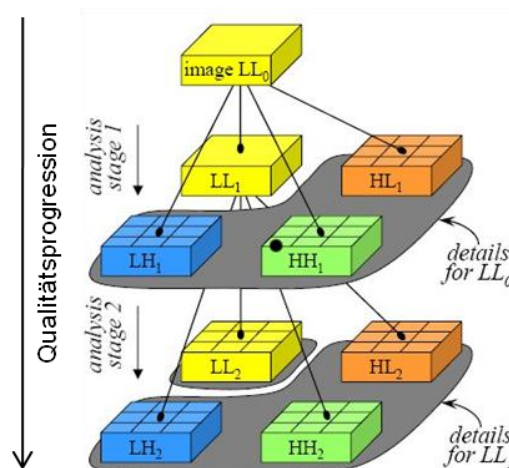 Qualitätsprogression
image LL₀
analysis
stage 1
LL₁
HL₁
LH₁
HH₁
details
for LL₀
analysis
stage 2
LL₂
HL₂
LH₂
HH₂
details
for LL